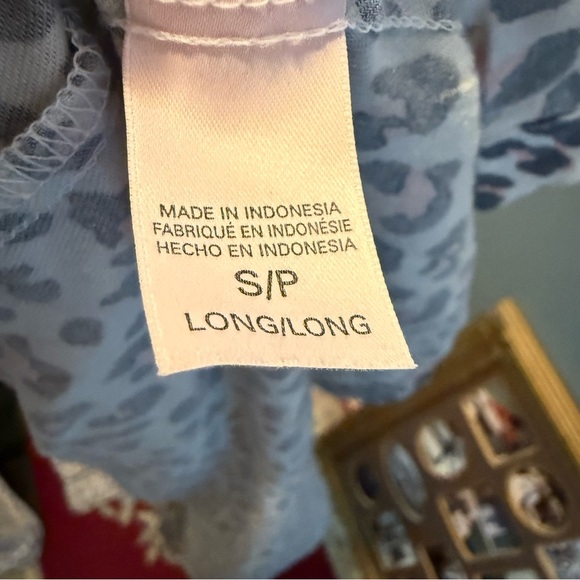 MADE IN INDONESIA
FABRIQUÉ EN INDONÉSIE
HECHO EN INDONESIA
S/P
LONG/LONG